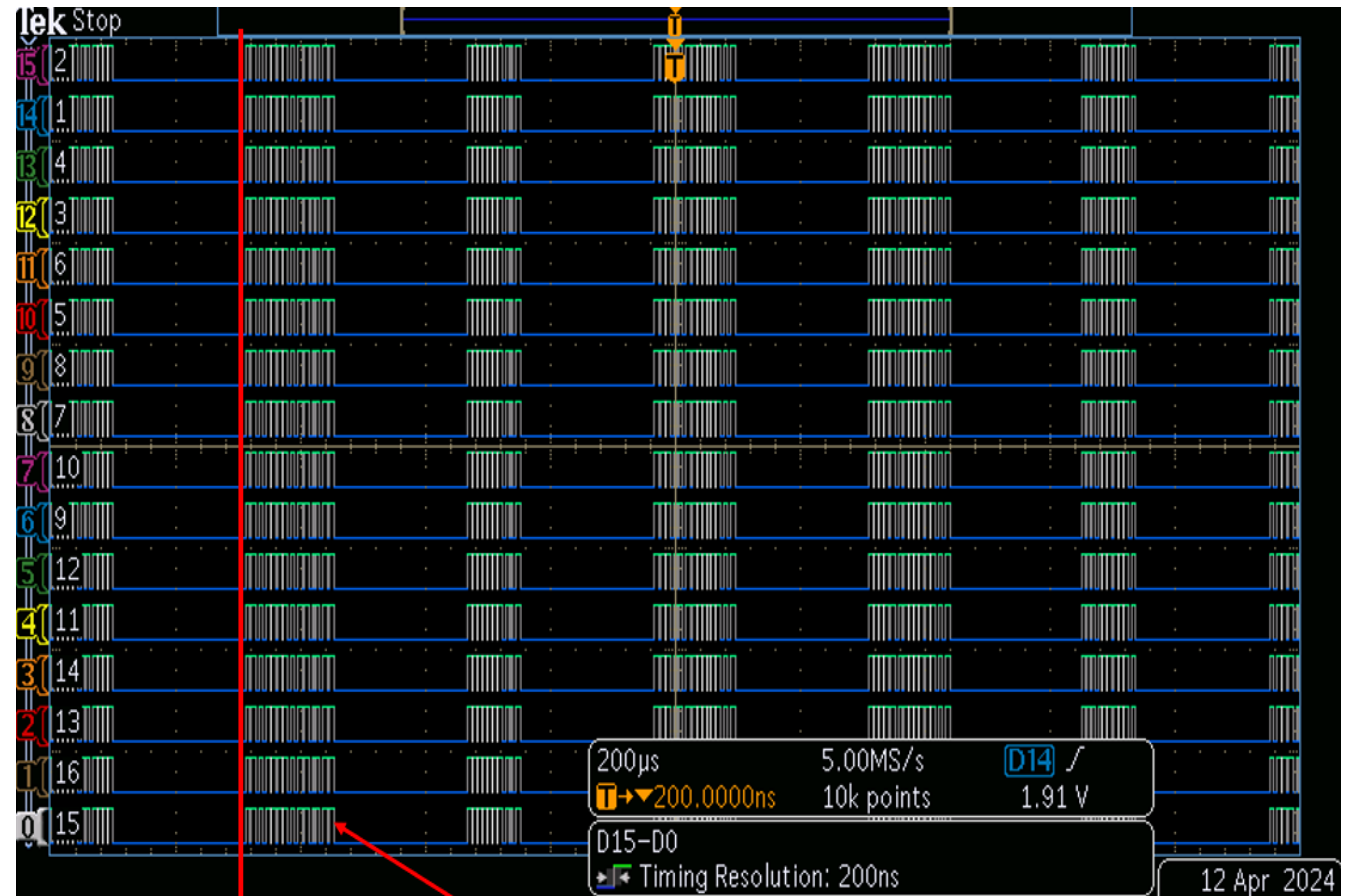 Tek Stop
T
T
15 2
14 1
13 4
12 3
11 6
10 5
9 8
8 7
7 10
6 9
5 12
4 11
3 14
2 13
1 16
0 15
200µs 5.00MS/s D14
T→▼200.0000ns 10k points 1.91 V
D15-D0
Timing Resolution: 200ns
12 Apr 2024